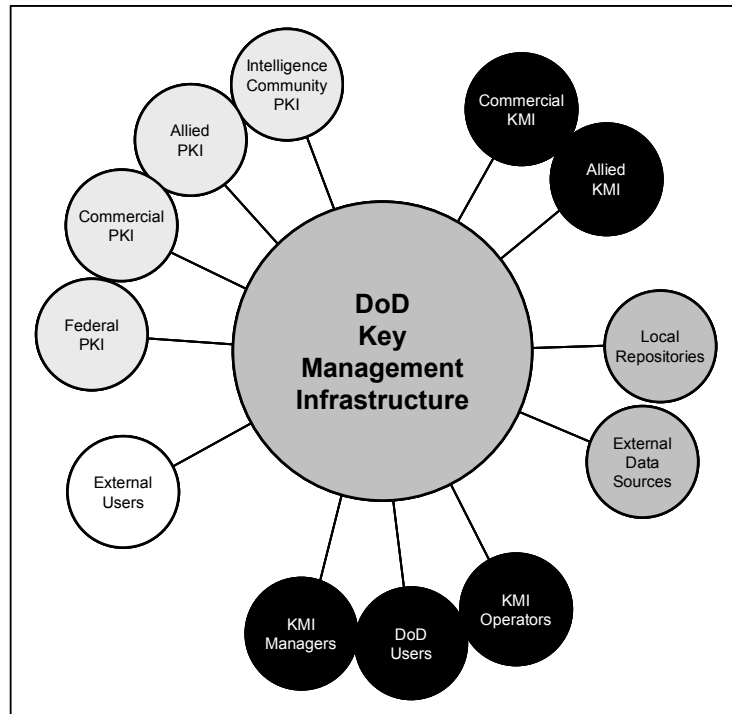 Intelligence
Community
PKI
Allied
PKI
Commercial
PKI
Federal
PKI
Commercial
KMI
Allied
KMI
DoD
Key
Management
Infrastructure
Local
Repositories
External
Data
Sources
External
Users
KMI
Managers
DoD
Users
KMI
Operators